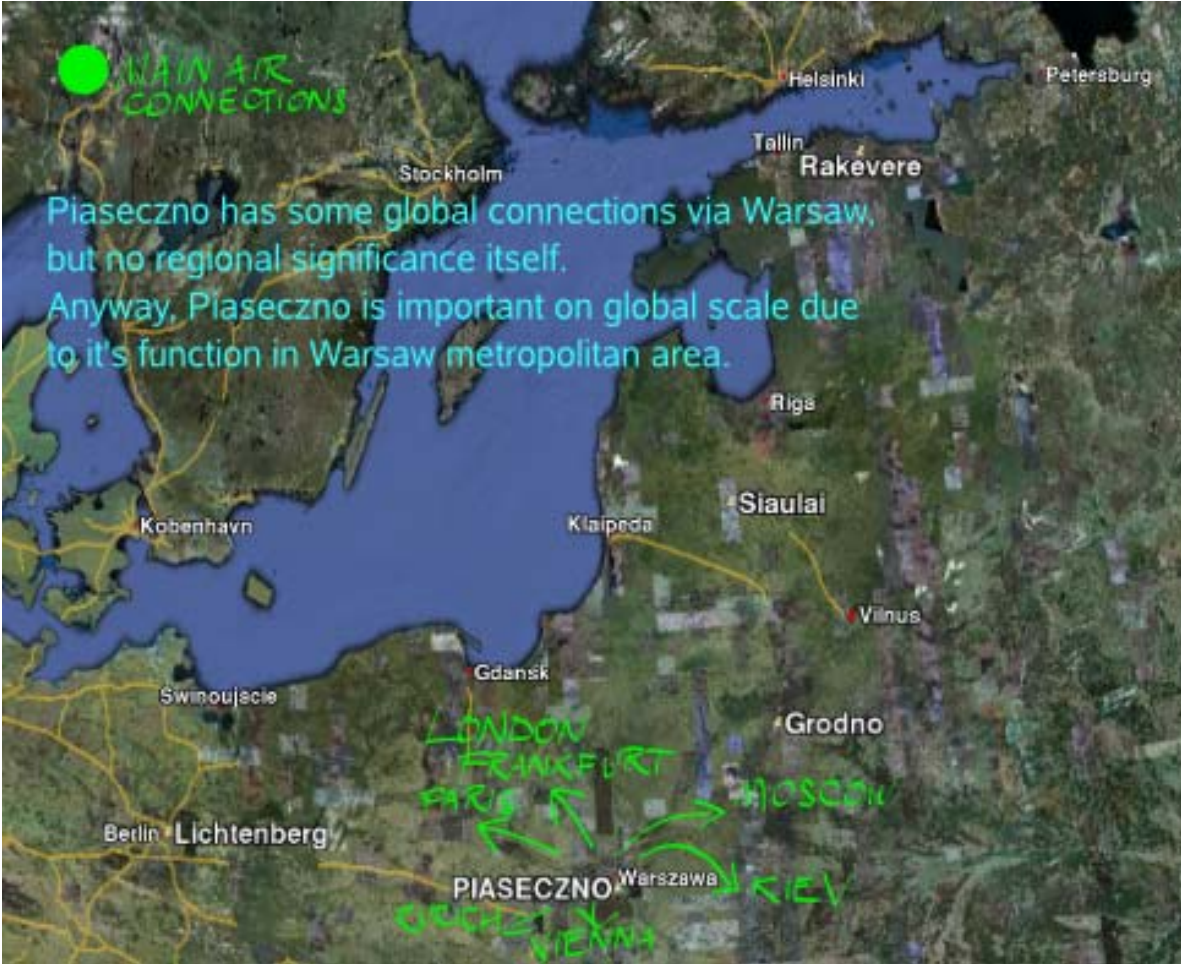 MAIN AIR
CONNECTIONS
Helsinki
Petersburg
Tallin
Rakevere
Stockholm
Piaseczno has some global connections via Warsaw,
but no regional significance itself.
Anyway, Piaseczno is important on global scale due
to it's function in Warsaw metropolitan area.
Riga
Siaulai
Kobenhavn
Klaipeda
Vilnus
Gdansk
Swinoujscie
LONDON
Grodno
FRANKFURT
PARIS
MOSCOW
Berlin
Lichtenberg
Warszawa
PIASECZNO
KIEV
VIENNA